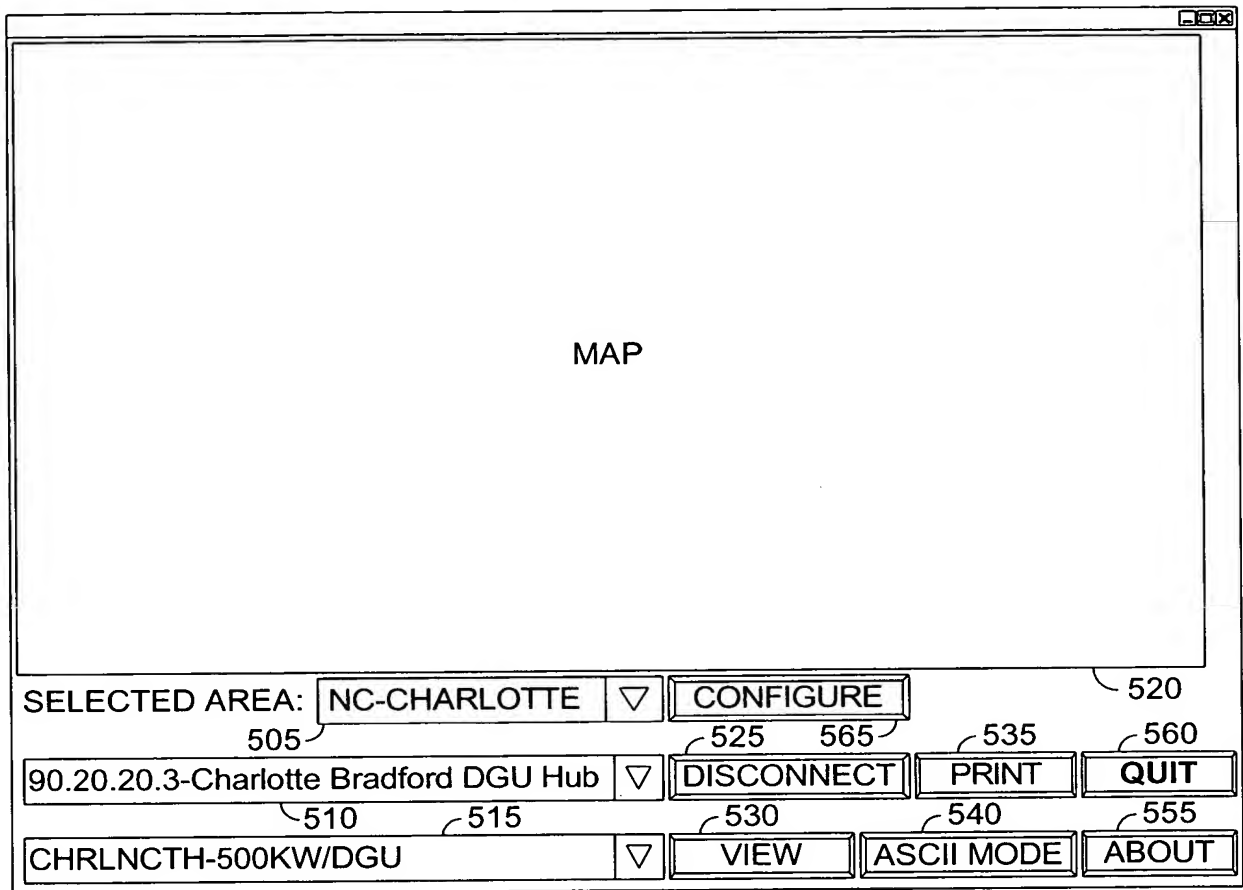 MAP
520
SELECTED AREA: NC-CHARLOTTE CONFIGURE
505 525 565 535 560
90.20.20.3-Charlotte Bradford DGU Hub DISCONNECT PRINT QUIT
510 515 530 540 555
CHRLNCTH-500KW/DGU VIEW ASCII MODE ABOUT